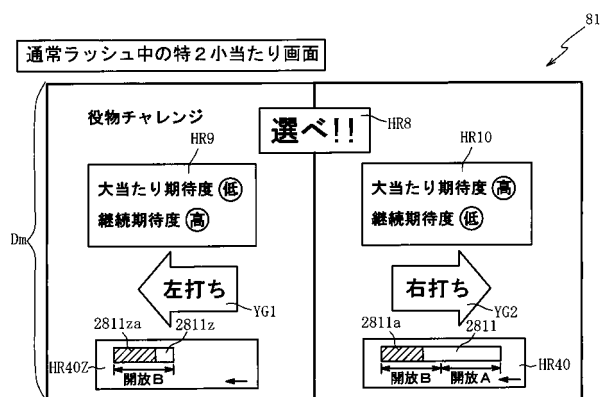 81
通常ラッシュ中の特2小当たり画面
役物チャレンジ
選べ!!
HR8
HR9
HR10
大当たり期待度 低
継続期待度 高
大当たり期待度 高
継続期待度 低
Dm
左打ち
YG1
右打ち
YG2
2811za
2811z
2811a
2811
HR40Z
開放B
開放B
開放A
HR40